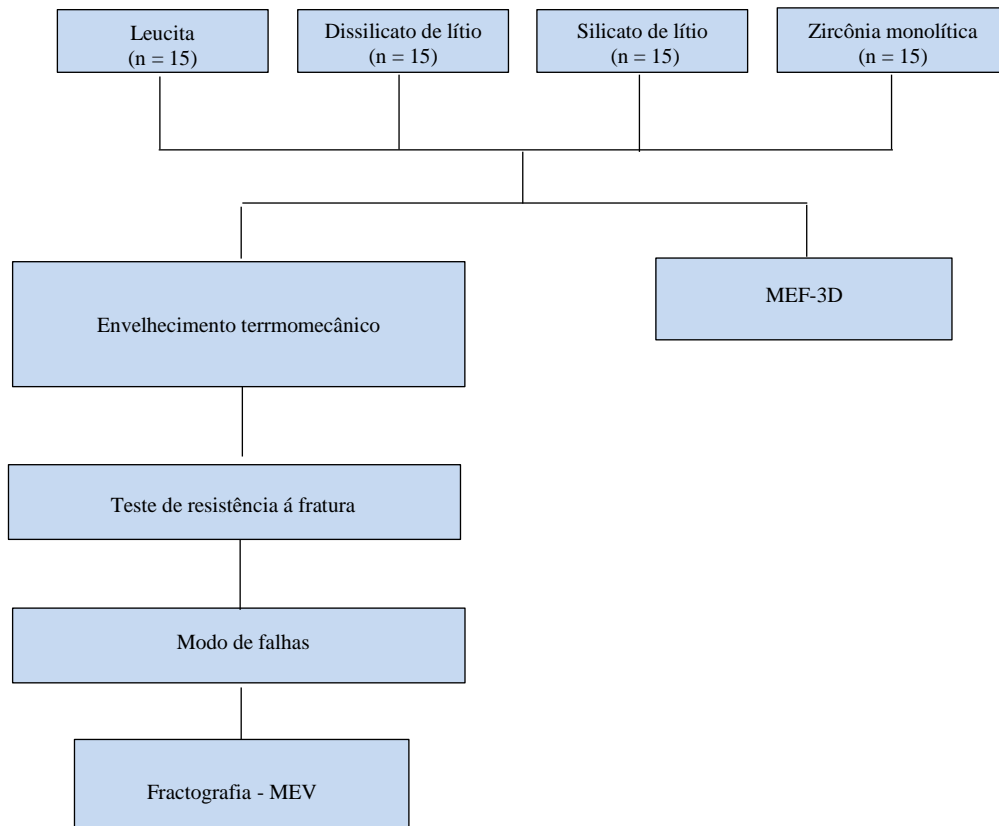 Leucita
(n = 15)
Dissilicato de lítio
(n = 15)
Silicato de lítio
(n = 15)
Zircônia monolítica
(n = 15)
Envelhecimento terrmomecânico
MEF-3D
Teste de resistência á fratura
Modo de falhas
Fractografia - MEV